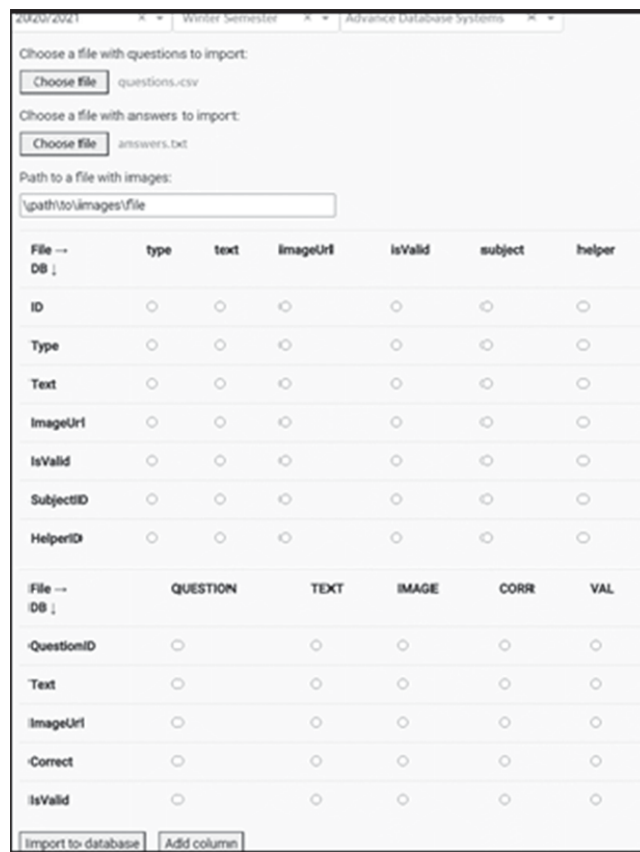 2020/2021 × Winter Semester × Advance Database Systems ×
Choose a file with questions to import:
Choose file questions.csv
Choose a file with answers to import:
Choose file answers.txt
Path to a file with images:
\path\to\images\file
File → type text imageUrl isValid subject helper
DB ↓
ID
Type
Text
ImageUrl
IsValid
SubjectID
HelperID
File → QUESTION TEXT IMAGE CORR VAL
DB ↓
QuestionID
Text
ImageUrl
Correct
IsValid
Import to database Add column